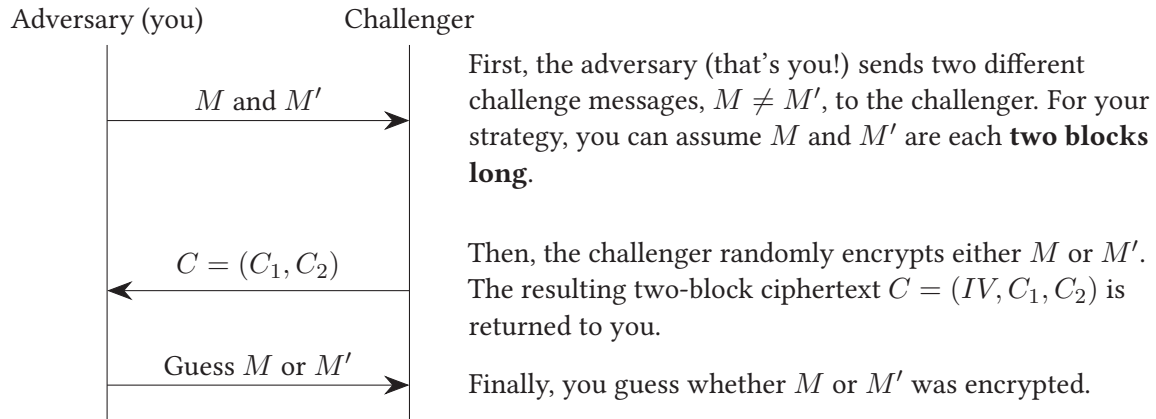 Adversary (you) Challenger
First, the adversary (that's you!) sends two different
challenge messages, M ≠ M′, to the challenger. For your
strategy, you can assume M and M′ are each two blocks
long.
M and M′
Then, the challenger randomly encrypts either M or M′.
The resulting two-block ciphertext C = (IV, C₁, C₂) is
returned to you.
C = (C₁, C₂)
Guess M or M′
Finally, you guess whether M or M′ was encrypted.